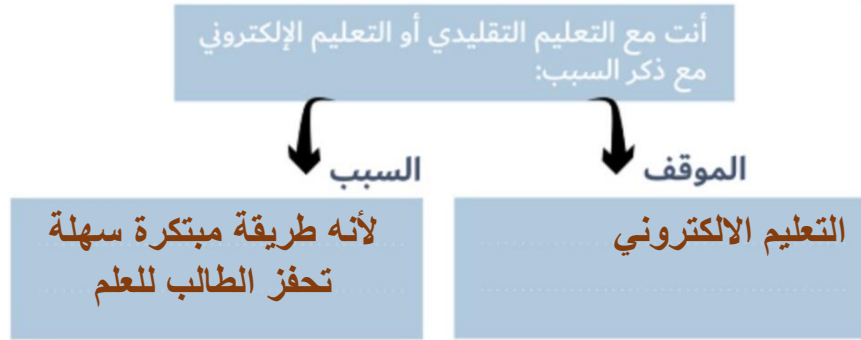 أنت مع التعليم التقليدي أو التعليم الإلكتروني
مع ذكر السبب:
الموقف
التعليم الالكتروني
السبب
لأنه طريقة مبتكرة سهلة
تحفز الطالب للعلم